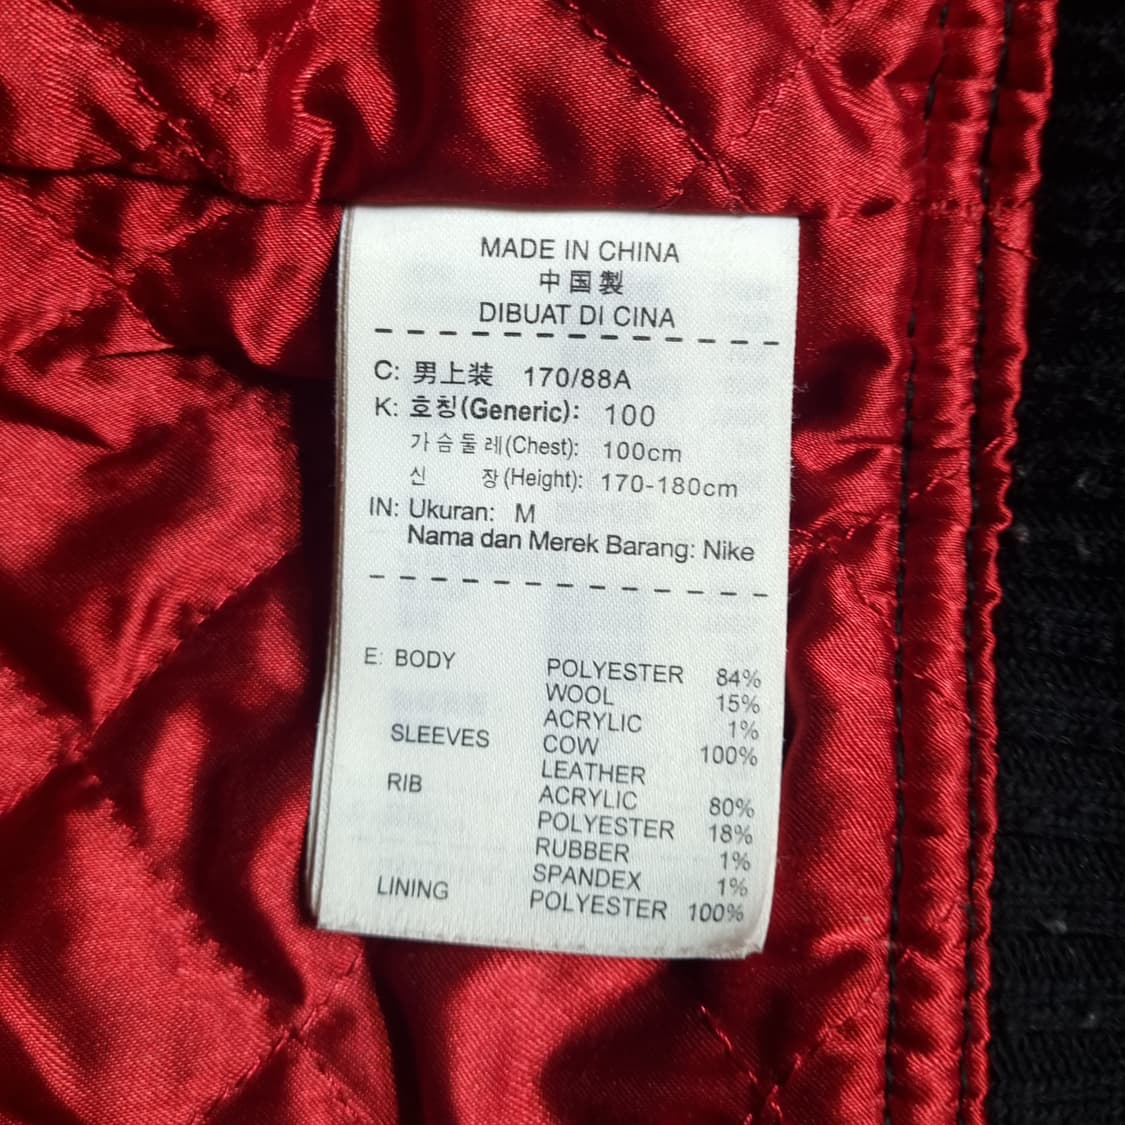 MADE IN CHINA
中国製
DIBUAT DI CINA
C: 男上装 170/88A
K: 호칭(Generic): 100
가슴둘레(Chest): 100cm
신 장(Height): 170-180cm
IN: Ukuran: M
Nama dan Merek Barang: Nike
E: BODY POLYESTER 84%
WOOL 15%
ACRYLIC 1%
SLEEVES COW 100%
LEATHER
RIB ACRYLIC 80%
POLYESTER 18%
RUBBER 1%
SPANDEX 1%
LINING POLYESTER 100%